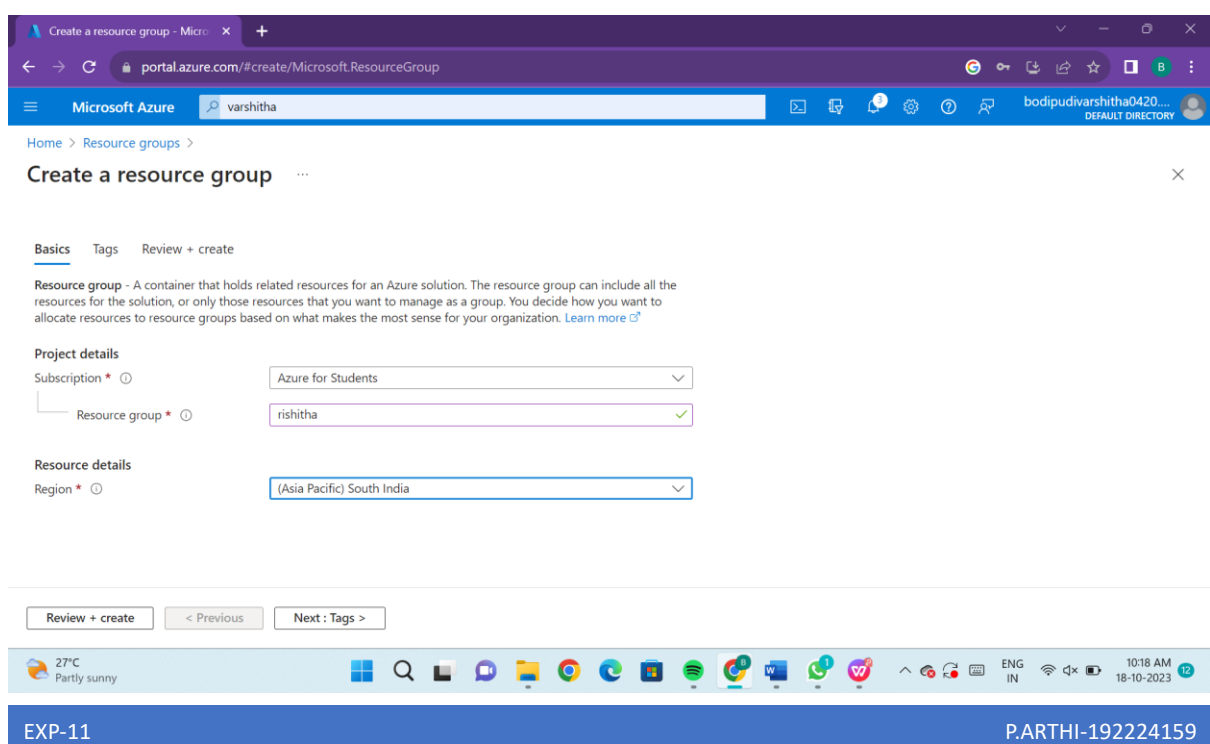 Create a resource group - Micro
portal.azure.com/#create/Microsoft.ResourceGroup
B
Microsoft Azure
varshitha
3
bodipudivarshitha0420....
DEFAULT DIRECTORY
Home > Resource groups >
Create a resource group ...
Basics Tags Review + create
Resource group - A container that holds related resources for an Azure solution. The resource group can include all the
resources for the solution, or only those resources that you want to manage as a group. You decide how you want to
allocate resources to resource groups based on what makes the most sense for your organization. Learn more
Project details
Subscription * Azure for Students
Resource group * rishitha
Resource details
Region * (Asia Pacific) South India
Review + create < Previous Next : Tags >
27°C
Partly sunny
B
1
ENG
IN
10:18 AM
18-10-2023
12
EXP-11 P.ARTHI-192224159